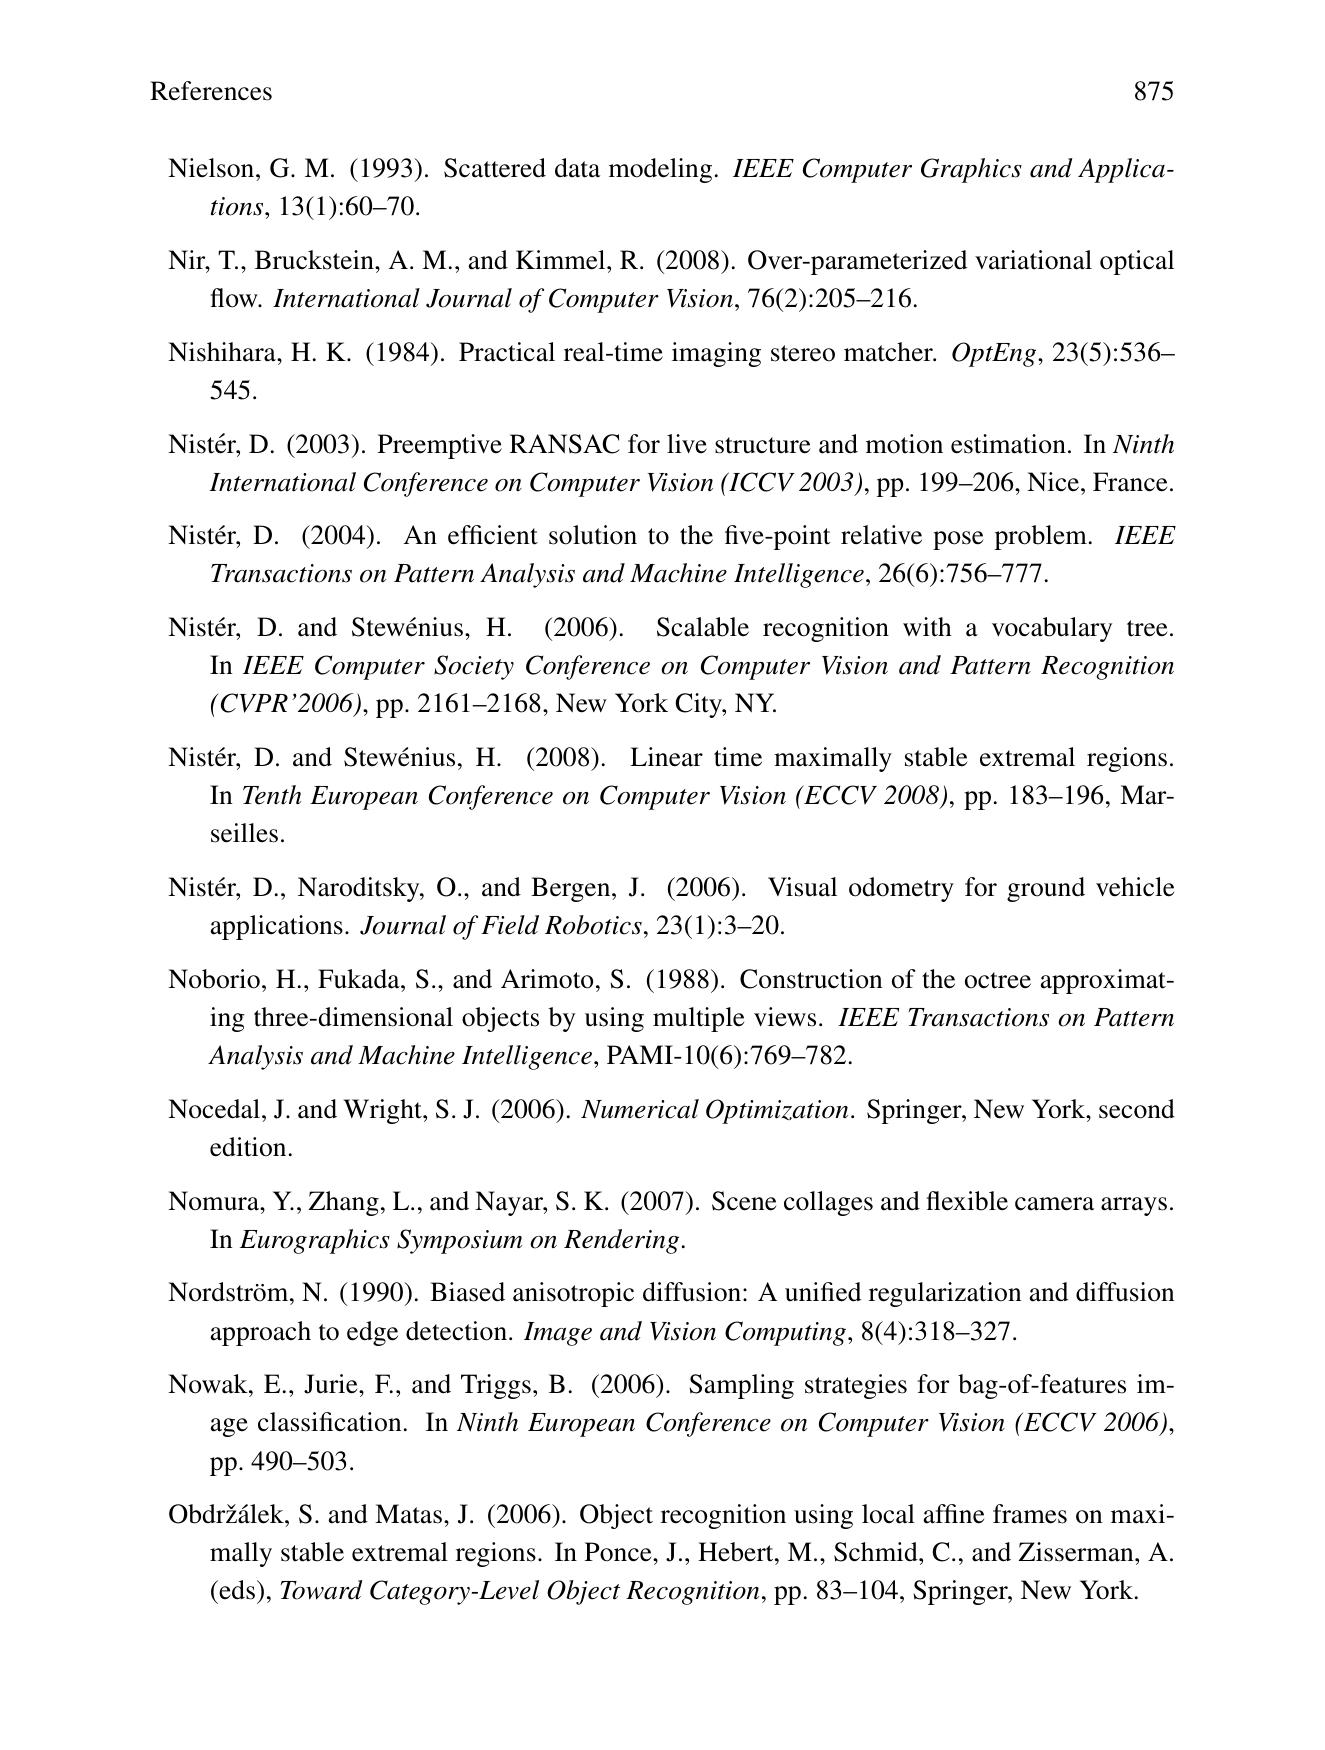 References 875
Nielson, G. M. (1993). Scattered data modeling. IEEE Computer Graphics and Applica-
tions, 13(1):60–70.
Nir, T., Bruckstein, A. M., and Kimmel, R. (2008). Over-parameterized variational optical
flow. International Journal of Computer Vision, 76(2):205–216.
Nishihara, H. K. (1984). Practical real-time imaging stereo matcher. OptEng, 23(5):536–
545.
Nistér, D. (2003). Preemptive RANSAC for live structure and motion estimation. In Ninth
International Conference on Computer Vision (ICCV 2003), pp. 199–206, Nice, France.
Nistér, D. (2004). An efficient solution to the five-point relative pose problem. IEEE
Transactions on Pattern Analysis and Machine Intelligence, 26(6):756–777.
Nistér, D. and Stewénius, H. (2006). Scalable recognition with a vocabulary tree.
In IEEE Computer Society Conference on Computer Vision and Pattern Recognition
(CVPR’2006), pp. 2161–2168, New York City, NY.
Nistér, D. and Stewénius, H. (2008). Linear time maximally stable extremal regions.
In Tenth European Conference on Computer Vision (ECCV 2008), pp. 183–196, Mar-
seilles.
Nistér, D., Naroditsky, O., and Bergen, J. (2006). Visual odometry for ground vehicle
applications. Journal of Field Robotics, 23(1):3–20.
Noborio, H., Fukada, S., and Arimoto, S. (1988). Construction of the octree approximat-
ing three-dimensional objects by using multiple views. IEEE Transactions on Pattern
Analysis and Machine Intelligence, PAMI-10(6):769–782.
Nocedal, J. and Wright, S. J. (2006). Numerical Optimization. Springer, New York, second
edition.
Nomura, Y., Zhang, L., and Nayar, S. K. (2007). Scene collages and flexible camera arrays.
In Eurographics Symposium on Rendering.
Nordström, N. (1990). Biased anisotropic diffusion: A unified regularization and diffusion
approach to edge detection. Image and Vision Computing, 8(4):318–327.
Nowak, E., Jurie, F., and Triggs, B. (2006). Sampling strategies for bag-of-features im-
age classification. In Ninth European Conference on Computer Vision (ECCV 2006),
pp. 490–503.
Obdržálek, S. and Matas, J. (2006). Object recognition using local affine frames on maxi-
mally stable extremal regions. In Ponce, J., Hebert, M., Schmid, C., and Zisserman, A.
(eds), Toward Category-Level Object Recognition, pp. 83–104, Springer, New York.